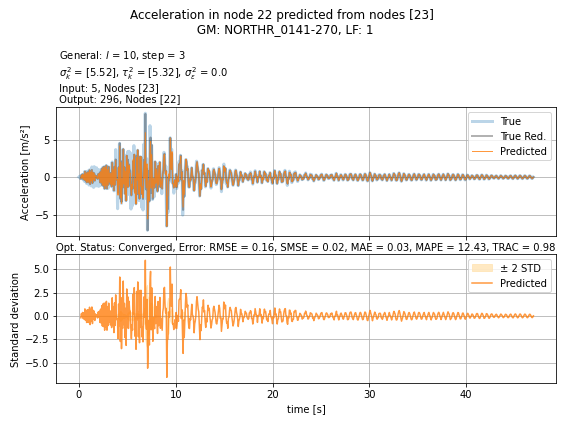 Acceleration in node 22 predicted from nodes [23]
GM: NORTHR_0141-270, LF: 1
General: l = 10, step = 3
σ²ₖ = [5.52], τ²ₖ = [5.32], σ²ε = 0.0
Input: 5, Nodes [23]
Output: 296, Nodes [22]
Acceleration [m/s²]
5
0
−5
True
True Red.
Predicted
Opt. Status: Converged, Error: RMSE = 0.16, SMSE = 0.02, MAE = 0.03, MAPE = 12.43, TRAC = 0.98
Standard deviation
5.0
2.5
0.0
−2.5
−5.0
± 2 STD
Predicted
0
10
20
30
40
time [s]